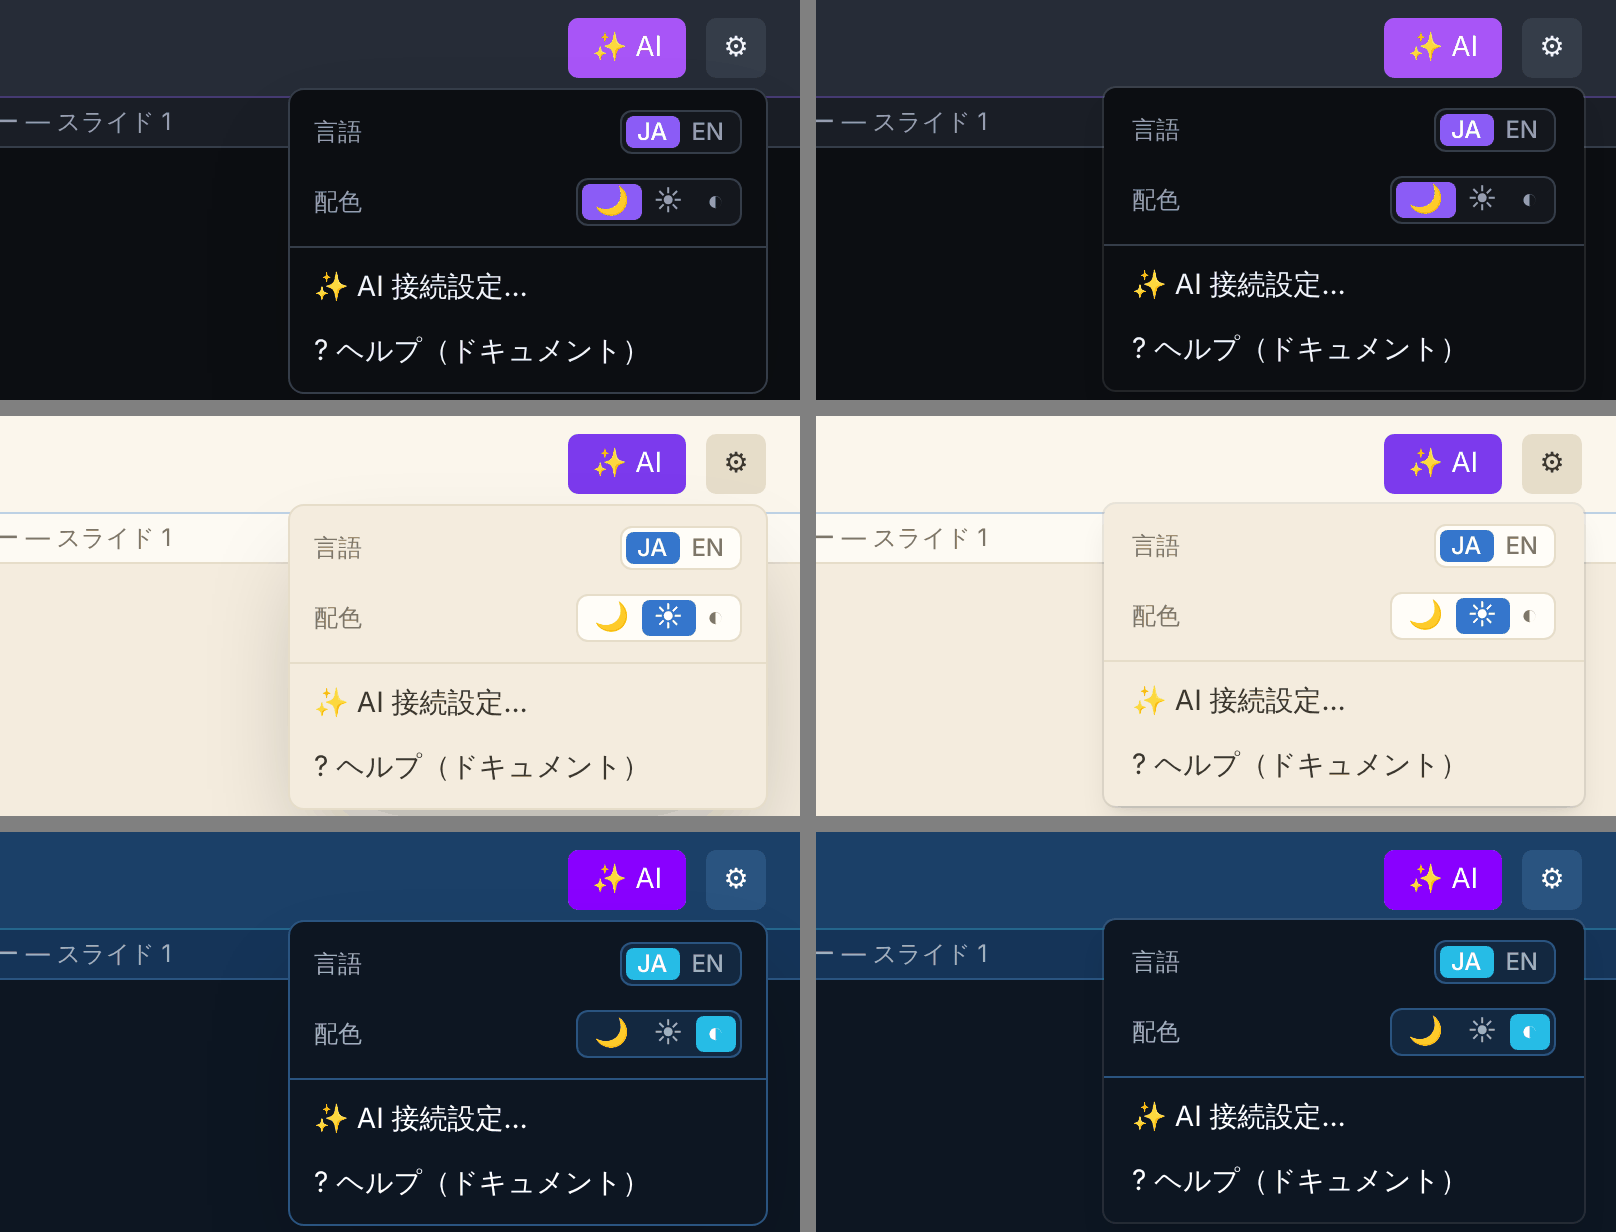 ✨ AI ⚙
ー — スライド 1
言語 JA EN
配色 🌙 ☀ ◐
✨ AI 接続設定...
? ヘルプ（ドキュメント）
✨ AI ⚙
ー — スライド 1
言語 JA EN
配色 🌙 ☀ ◐
✨ AI 接続設定...
? ヘルプ（ドキュメント）
✨ AI ⚙
ー — スライド 1
言語 JA EN
配色 🌙 ☀ ◐
✨ AI 接続設定...
? ヘルプ（ドキュメント）
✨ AI ⚙
ー — スライド 1
言語 JA EN
配色 🌙 ☀ ◐
✨ AI 接続設定...
? ヘルプ（ドキュメント）
✨ AI ⚙
ー — スライド 1
言語 JA EN
配色 🌙 ☀ ◐
✨ AI 接続設定...
? ヘルプ（ドキュメント）
✨ AI ⚙
ー — スライド 1
言語 JA EN
配色 🌙 ☀ ◐
✨ AI 接続設定...
? ヘルプ（ドキュメント）